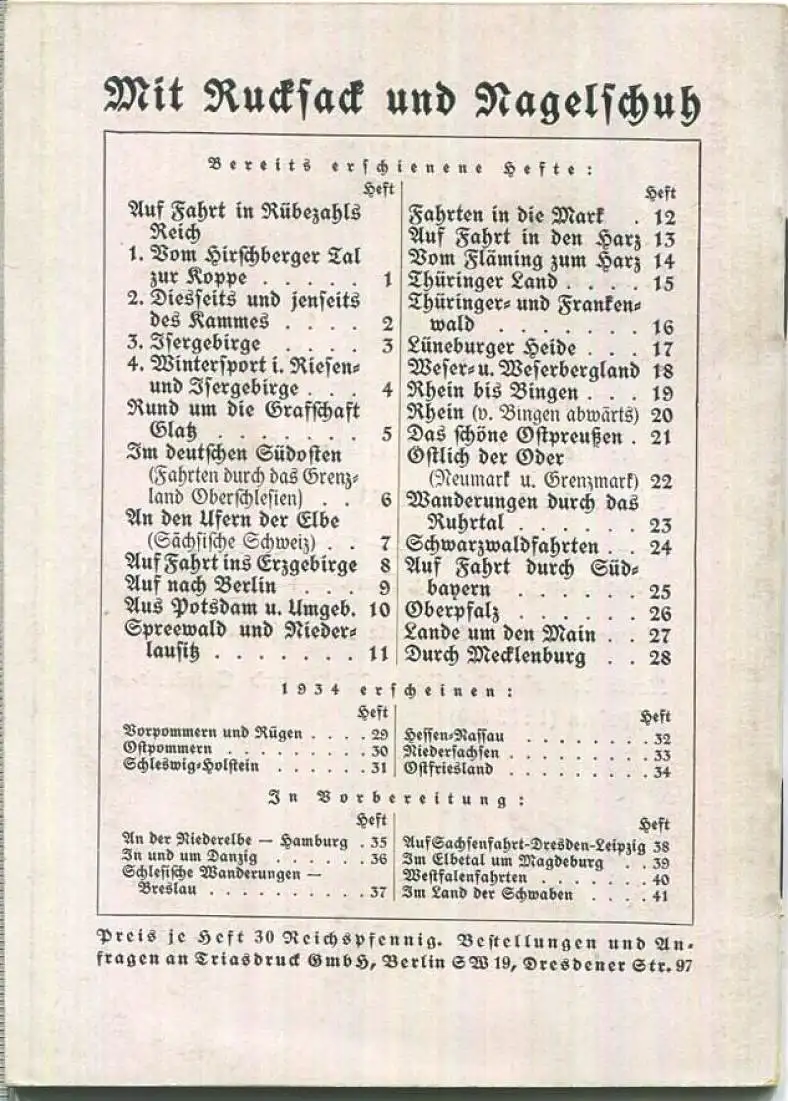 Mit Rucksack und Nagelschuh
Bereits erschienene Hefte:
Heft
Auf Fahrt in Rübezahls
Reich
1. Vom Hirschberger Tal
zur Koppe . . . . . 1
2. Diesseits und jenseits
des Kammes . . . . 2
3. Isergebirge . . . . 3
4. Wintersport i. Riesen-
und Isergebirge . . . 4
Rund um die Grafschaft
Glatz . . . . . . . 5
Im deutschen Südosten
(Fahrten durch das Grenz-
land Oberschlesien) . . 6
An den Ufern der Elbe
(Sächsische Schweiz) . . 7
Auf Fahrt ins Erzgebirge 8
Auf nach Berlin . . . 9
Aus Potsdam u. Umgeb. 10
Spreewald und Nieder-
lausitz . . . . . . . 11
Heft
Fahrten in die Mark . 12
Auf Fahrt in den Harz 13
Vom Fläming zum Harz 14
Thüringer Land . . . . 15
Thüringer- und Franken-
wald . . . . . . . 16
Lüneburger Heide . . . 17
Weser- u. Weserbergland 18
Rhein bis Bingen . . . 19
Rhein (v. Bingen abwärts) 20
Das schöne Ostpreußen . 21
Östlich der Oder
(Neumark u. Grenzmark) 22
Wanderungen durch das
Ruhrtal . . . . . . 23
Schwarzwaldfahrten . . 24
Auf Fahrt durch Süd-
bayern . . . . . . 25
Oberpfalz . . . . . . 26
Lande um den Main . . 27
Durch Mecklenburg . . 28
1934 erscheinen:
Heft
Vorpommern und Rügen . . . . 29
Ostpommern . . . . . . . . . 30
Schleswig-Holstein . . . . . . 31
Heft
Hessen-Nassau . . . . . . . . 32
Niedersachsen . . . . . . . . 33
Ostfriesland . . . . . . . . . 34
In Vorbereitung:
Heft
An der Niederelbe — Hamburg . 35
In und um Danzig . . . . . . 36
Schlesische Wanderungen —
Breslau . . . . . . . . . . 37
Heft
Auf Sachsenfahrt-Dresden-Leipzig 38
Im Elbetal um Magdeburg . . 39
Westfalenfahrten . . . . . . . 40
Im Land der Schwaben . . . . 41
Preis je Heft 30 Reichspfennig. Bestellungen und An-
fragen an Triasdruck GmbH, Berlin SW 19, Dresdener Str. 97